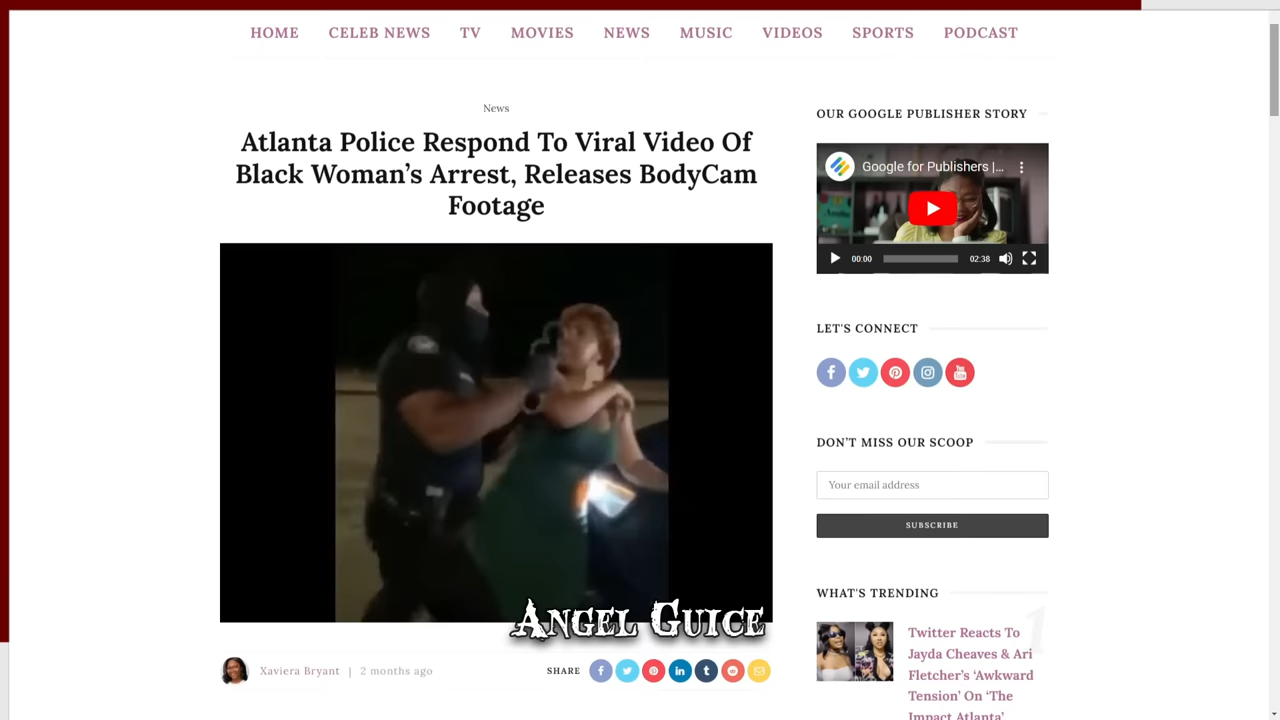 HOME CELEB NEWS TV MOVIES NEWS MUSIC VIDEOS SPORTS PODCAST
News
Atlanta Police Respond To Viral Video Of
Black Woman’s Arrest, Releases BodyCam
Footage
ANGEL GUICE
Xaviera Bryant | 2 months ago
SHARE
OUR GOOGLE PUBLISHER STORY
Google for Publishers |...
00:00 02:38
LET'S CONNECT
DON’T MISS OUR SCOOP
Your email address
SUBSCRIBE
WHAT'S TRENDING
1
Twitter Reacts To
Jayda Cheaves & Ari
Fletcher’s ‘Awkward
Tension’ On ‘The
Impact Atlanta’